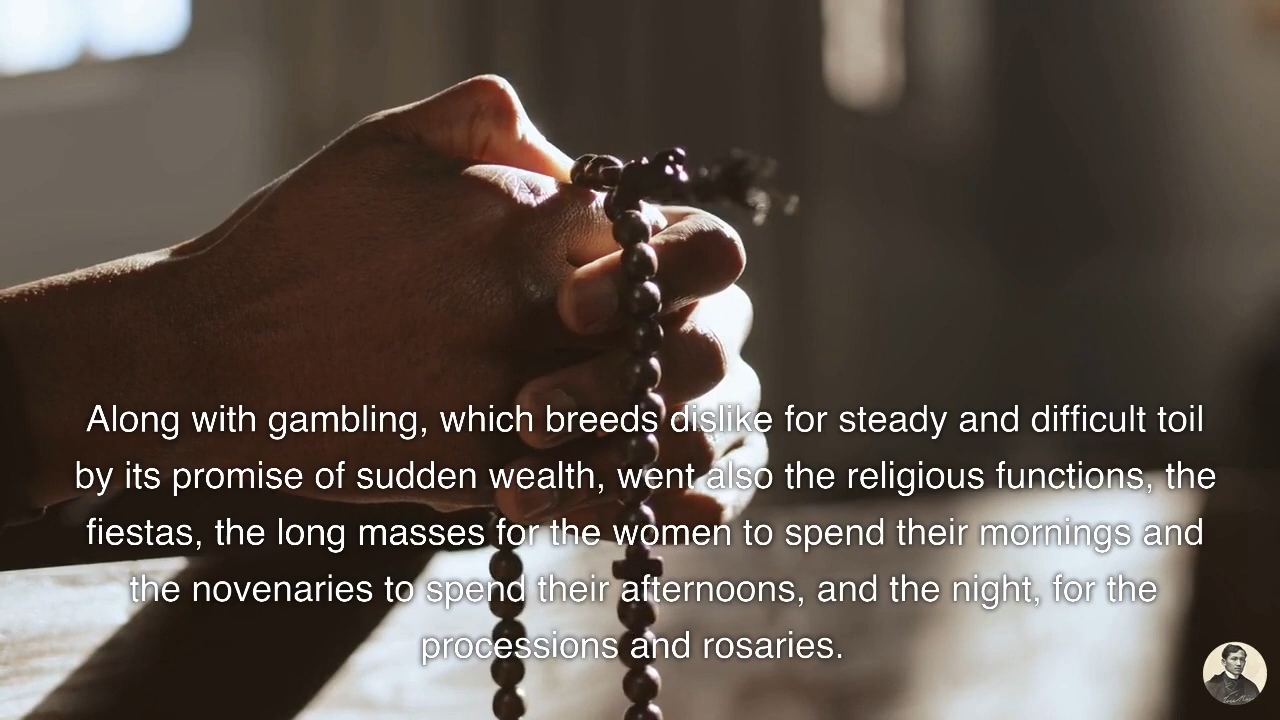 Along with gambling, which breeds dislike for steady and difficult toil
by its promise of sudden wealth, went also the religious functions, the
fiestas, the long masses for the women to spend their mornings and
the novenaries to spend their afternoons, and the night, for the
processions and rosaries.